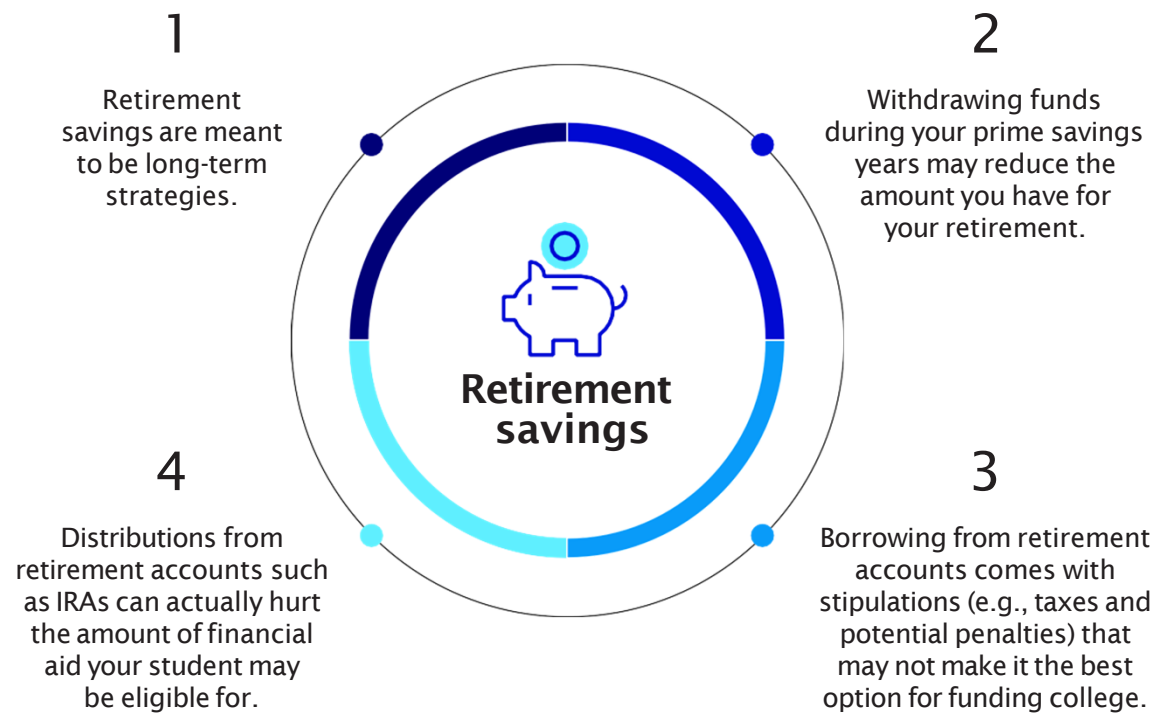 1
Retirement
savings are meant
to be long-term
strategies.
2
Withdrawing funds
during your prime savings
years may reduce the
amount you have for
your retirement.
Retirement
savings
3
Borrowing from retirement
accounts comes with
stipulations (e.g., taxes and
potential penalties) that
may not make it the best
option for funding college.
4
Distributions from
retirement accounts such
as IRAs can actually hurt
the amount of financial
aid your student may
be eligible for.